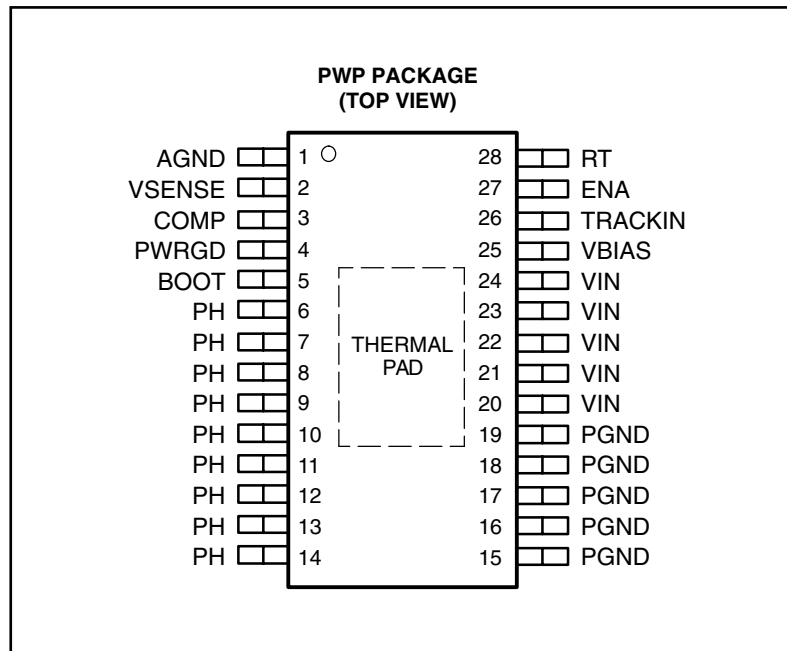 PWP PACKAGE
(TOP VIEW)
AGND 1 28 RT
VSENSE 2 27 ENA
COMP 3 26 TRACKIN
PWRGD 4 25 VBIAS
BOOT 5 24 VIN
PH 6 23 VIN
PH 7 22 VIN
PH 8 21 VIN
PH 9 20 VIN
PH 10 19 PGND
PH 11 18 PGND
PH 12 17 PGND
PH 13 16 PGND
PH 14 15 PGND
THERMAL
PAD